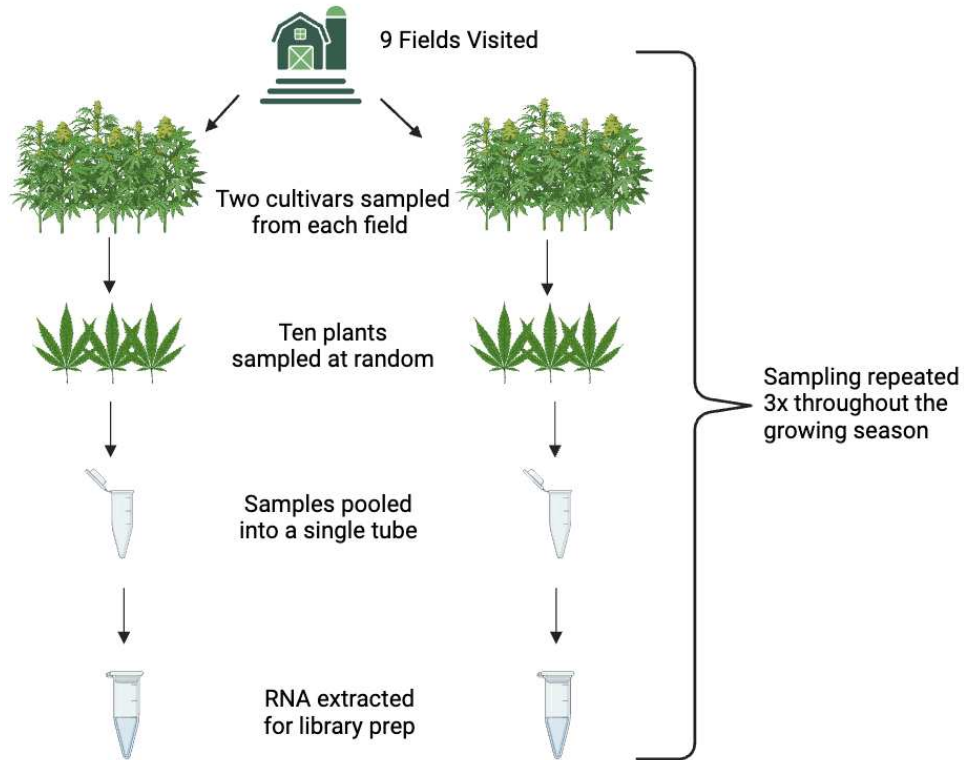 9 Fields Visited
Two cultivars sampled
from each field
Ten plants
sampled at random
Sampling repeated
3x throughout the
growing season
Samples pooled
into a single tube
RNA extracted
for library prep